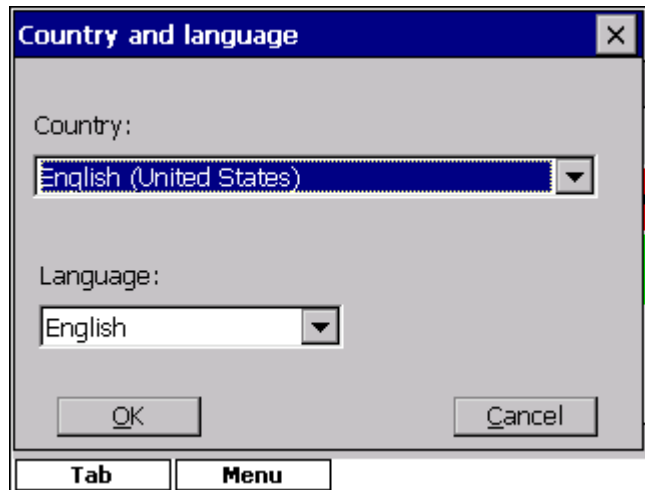 Country and language
Country:
English (United States)
Language:
English
OK Cancel
Tab Menu